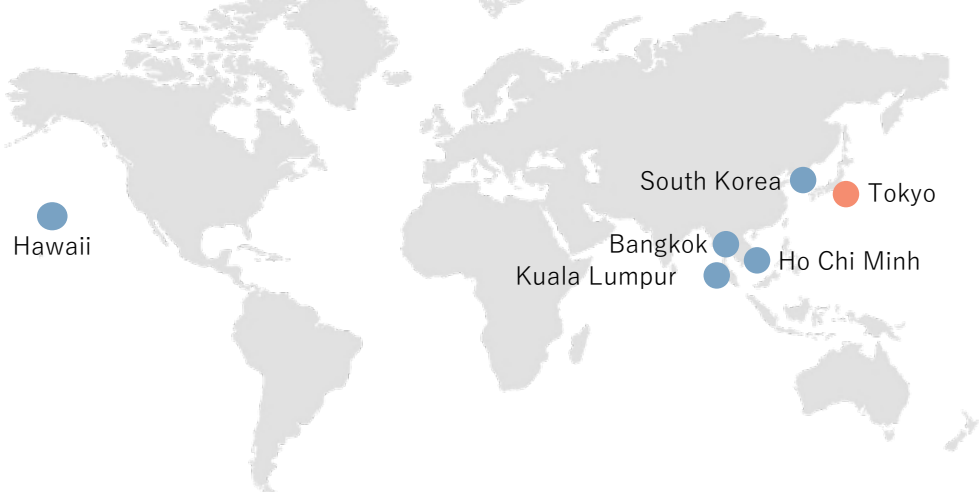 South Korea
Tokyo
Hawaii
Bangkok
Ho Chi Minh
Kuala Lumpur